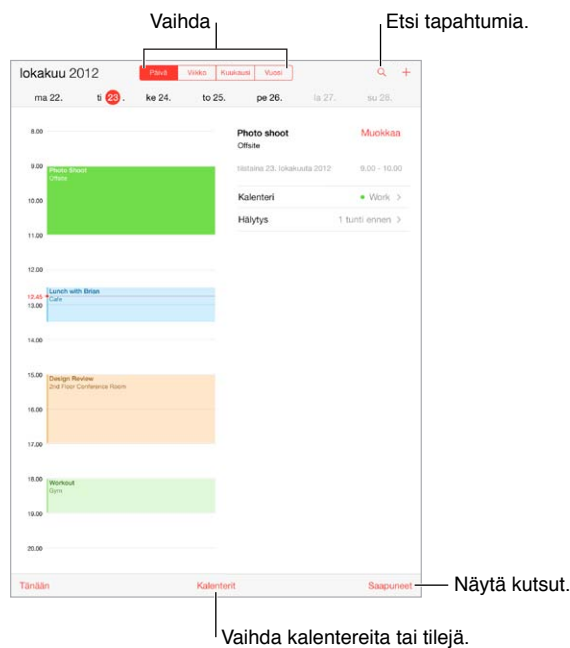 Vaihda
Etsi tapahtumia.
lokakuu 2012
Päivä Viikko Kuukausi Vuosi
ma 22. ti 23. ke 24. to 25. pe 26. la 27. su 28.
8.00
9.00
Photo Shoot
Offsite
10.00
11.00
12.00
Lunch with Brian
12.45
Cafe
13.00
14.00
15.00
Design Review
2nd Floor Conference Room
16.00
17.00
18.00
Workout
Gym
19.00
20.00
Photo shoot Muokkaa
Offsite
tiistaina 23. lokakuuta 2012 9.00 - 10.00
Kalenteri Work >
Hälytys 1 tunti ennen >
Tänään Kalenterit Saapuneet
Näytä kutsut.
Vaihda kalentereita tai tilejä.